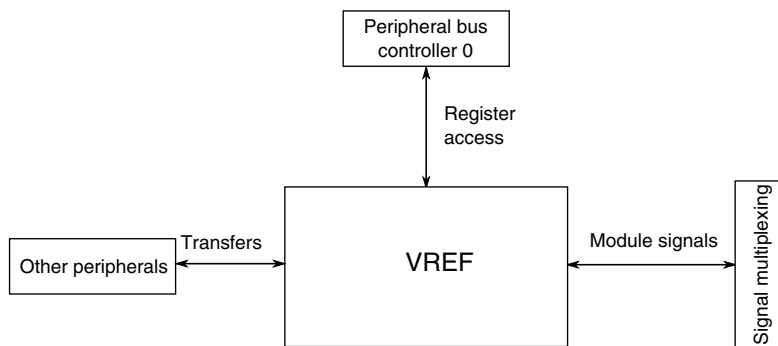 Peripheral bus
controller 0
Register
access
Transfers
Other peripherals
VREF
Module signals
Signal multiplexing